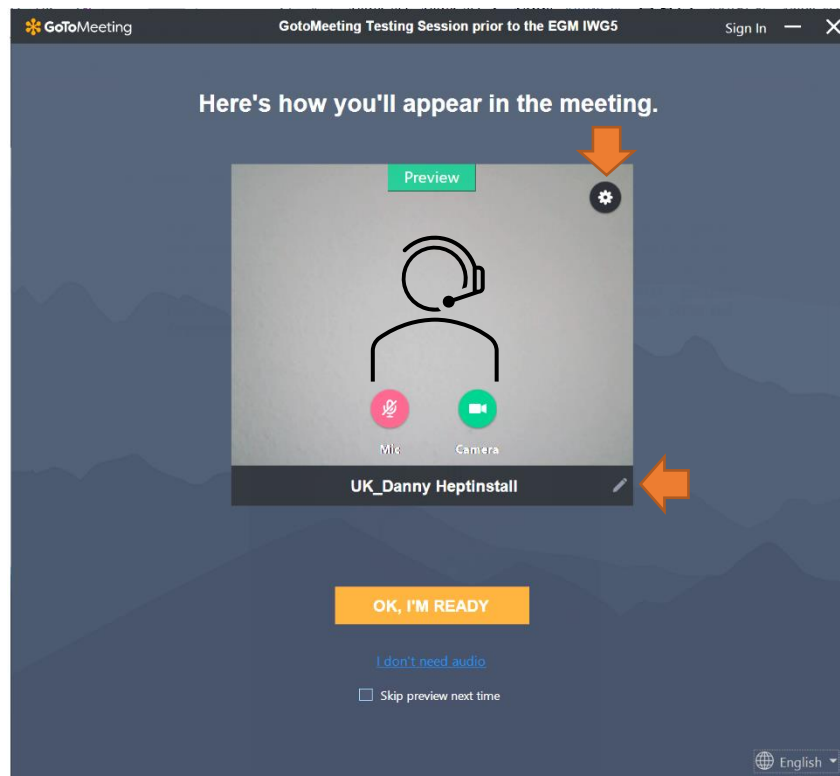 GoToMeeting
GotoMeeting Testing Session prior to the EGM IWG5
Sign In
Here's how you'll appear in the meeting.
Preview
Mic
Camera
UK_Danny Heptinstall
OK, I'M READY
I don't need audio
Skip preview next time
English